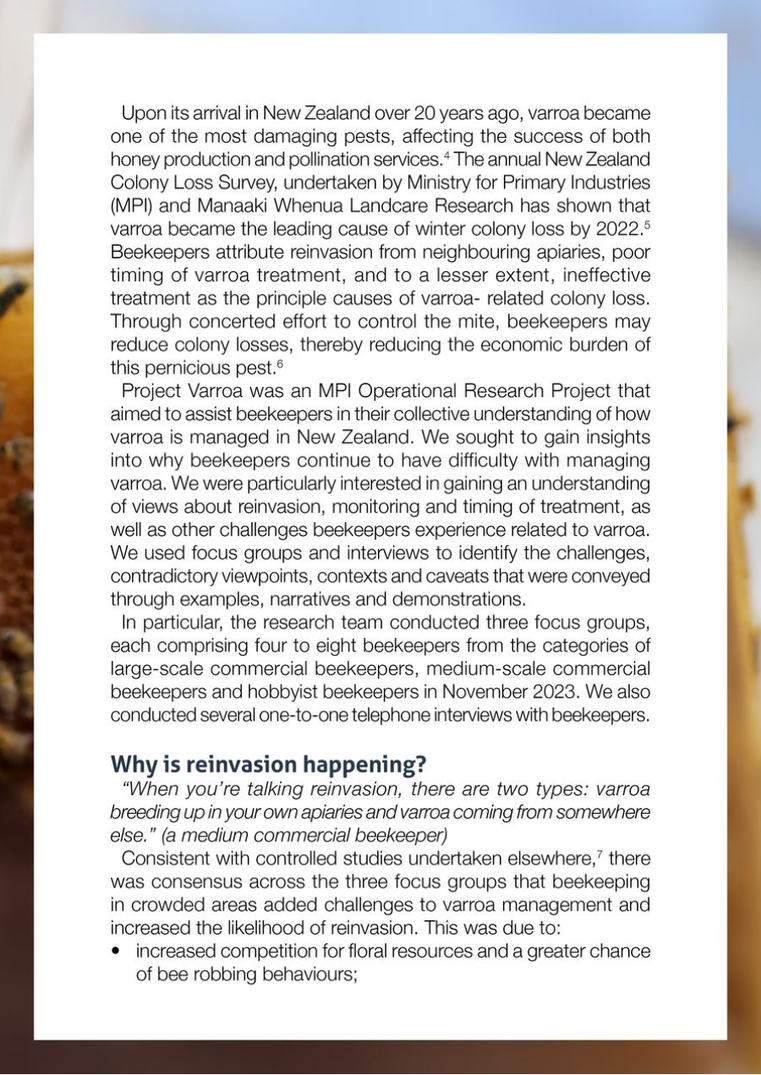 Upon its arrival in New Zealand over 20 years ago, varroa became
one of the most damaging pests, affecting the success of both
honey production and pollination services.⁴ The annual New Zealand
Colony Loss Survey, undertaken by Ministry for Primary Industries
(MPI) and Manaaki Whenua Landcare Research has shown that
varroa became the leading cause of winter colony loss by 2022.⁵
Beekeepers attribute reinvasion from neighbouring apiaries, poor
timing of varroa treatment, and to a lesser extent, ineffective
treatment as the principle causes of varroa- related colony loss.
Through concerted effort to control the mite, beekeepers may
reduce colony losses, thereby reducing the economic burden of
this pernicious pest.⁶
Project Varroa was an MPI Operational Research Project that
aimed to assist beekeepers in their collective understanding of how
varroa is managed in New Zealand. We sought to gain insights
into why beekeepers continue to have difficulty with managing
varroa. We were particularly interested in gaining an understanding
of views about reinvasion, monitoring and timing of treatment, as
well as other challenges beekeepers experience related to varroa.
We used focus groups and interviews to identify the challenges,
contradictory viewpoints, contexts and caveats that were conveyed
through examples, narratives and demonstrations.
In particular, the research team conducted three focus groups,
each comprising four to eight beekeepers from the categories of
large-scale commercial beekeepers, medium-scale commercial
beekeepers and hobbyist beekeepers in November 2023. We also
conducted several one-to-one telephone interviews with beekeepers.
Why is reinvasion happening?
“When you’re talking reinvasion, there are two types: varroa
breeding up in your own apiaries and varroa coming from somewhere
else.” (a medium commercial beekeeper)
Consistent with controlled studies undertaken elsewhere,⁷ there
was consensus across the three focus groups that beekeeping
in crowded areas added challenges to varroa management and
increased the likelihood of reinvasion. This was due to:
• increased competition for floral resources and a greater chance
of bee robbing behaviours;